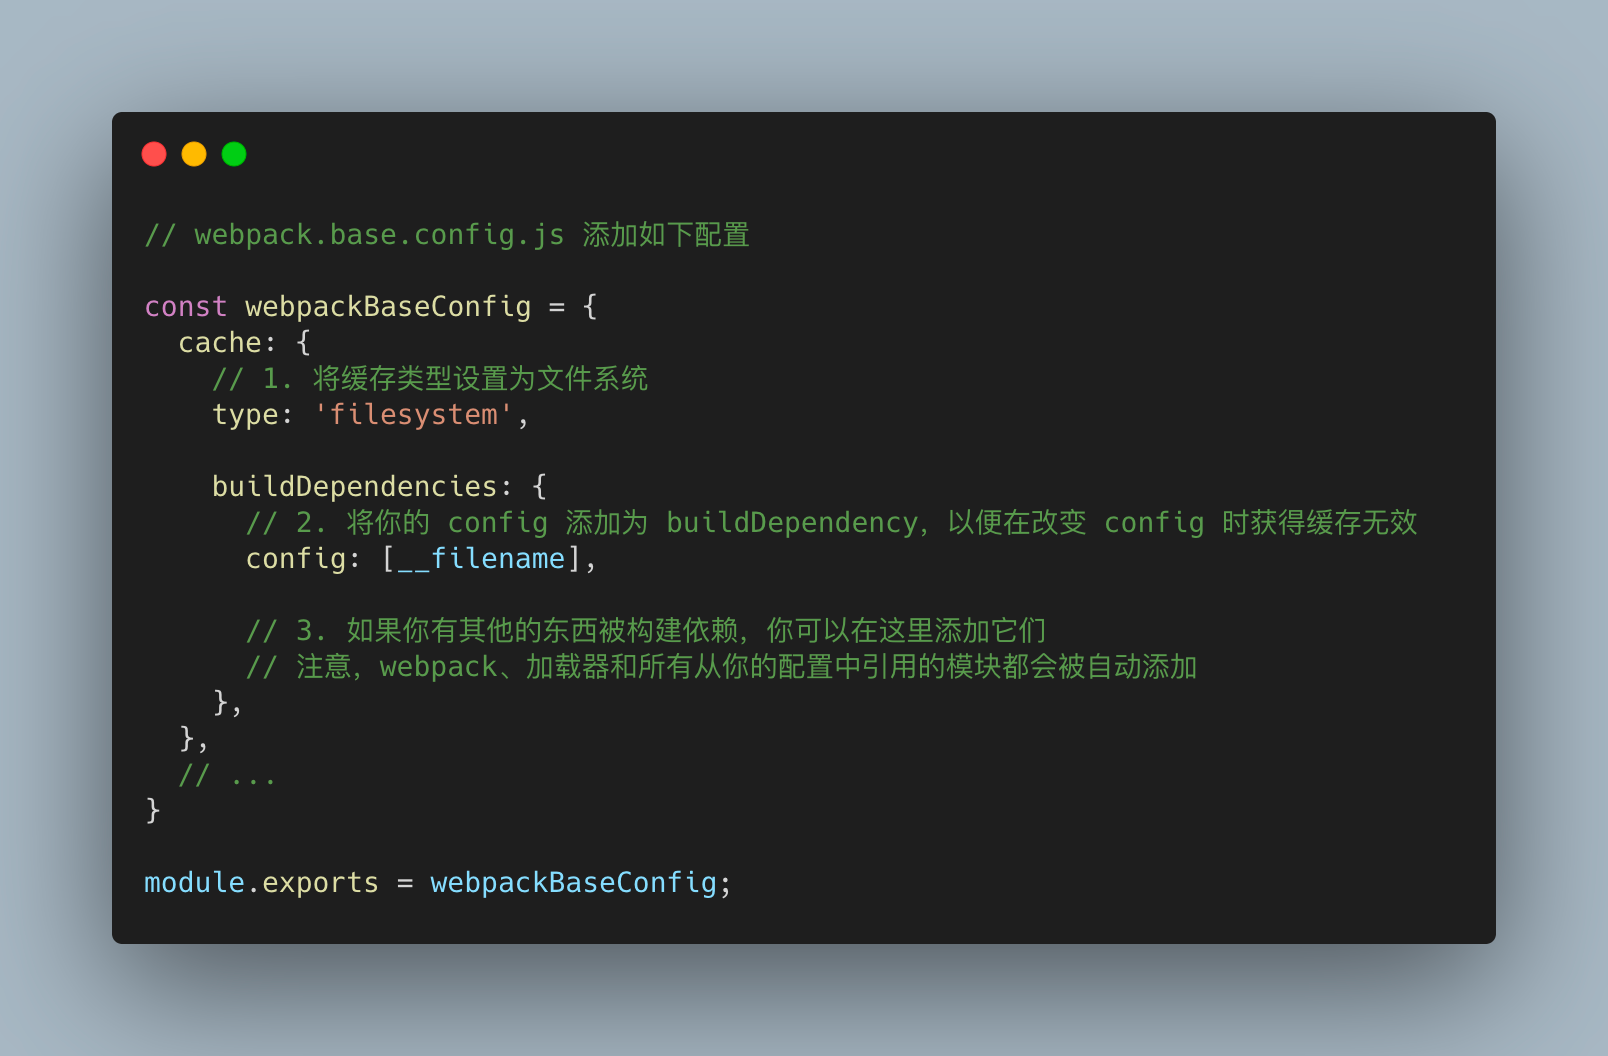 // webpack.base.config.js 添加如下配置
const webpackBaseConfig = {
  cache: {
    // 1. 将缓存类型设置为文件系统
    type: 'filesystem',
    buildDependencies: {
      // 2. 将你的 config 添加为 buildDependency，以便在改变 config 时获得缓存无效
      config: [__filename],
      // 3. 如果你有其他的东西被构建依赖，你可以在这里添加它们
      // 注意，webpack、加载器和所有从你的配置中引用的模块都会被自动添加
    },
  },
  // ...
}
module.exports = webpackBaseConfig;